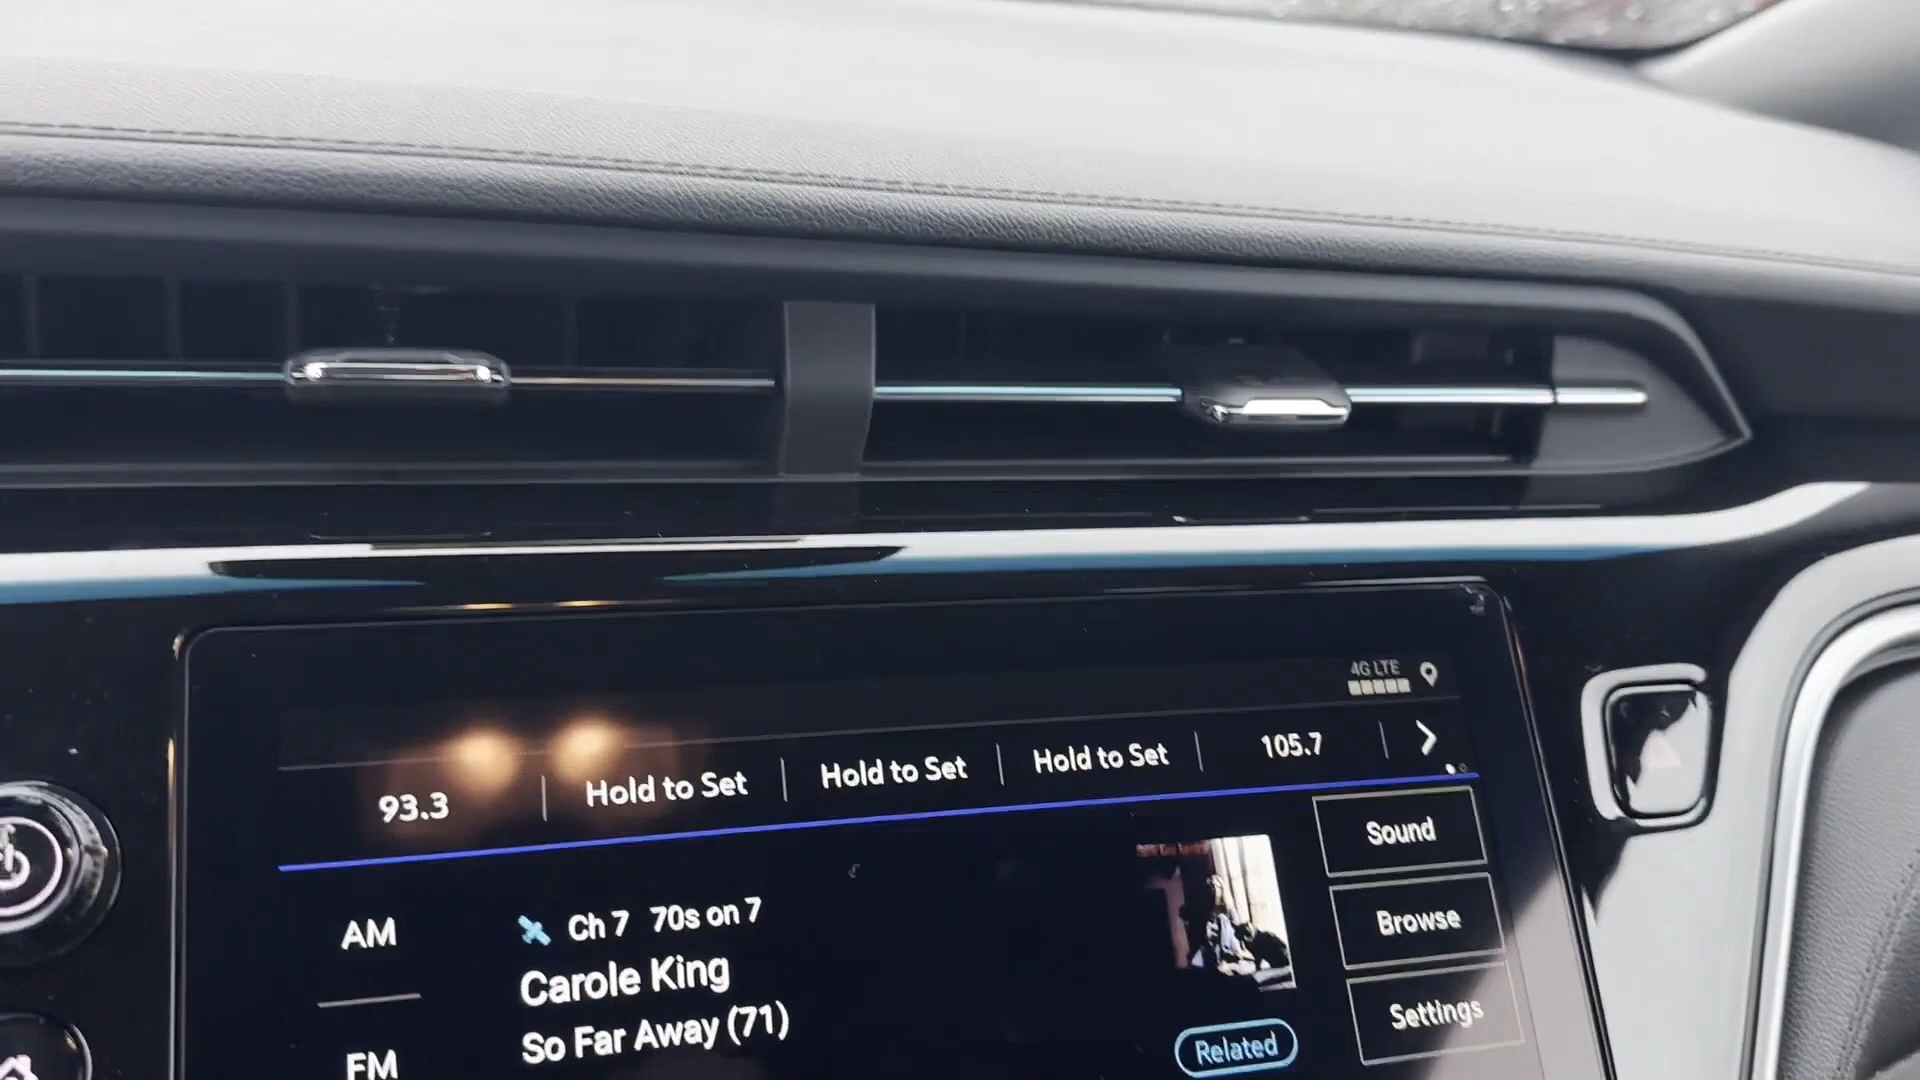 4G LTE
93.3 Hold to Set Hold to Set Hold to Set 105.7
Sound
AM
Ch 7 70s on 7
Browse
Carole King
So Far Away (71)
Settings
FM
Related